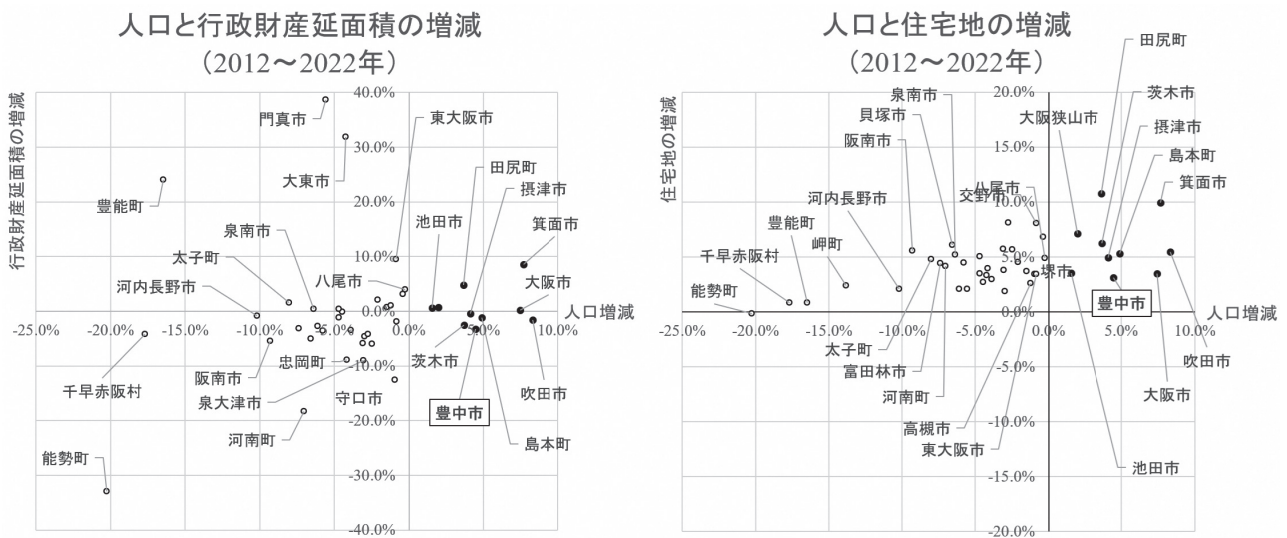 人口と行政財産延面積の増減
（2012～2022年）
行政財産延面積の増減
40.0%
30.0%
20.0%
10.0%
0.0%
-10.0%
-20.0%
-30.0%
-40.0%
-25.0%
-20.0%
-15.0%
-10.0%
-5.0%
0.0%
5.0%
10.0%
人口増減
門真市
大東市
豊能町
泉南市
太子町
河内長野市
八尾市
東大阪市
田尻町
摂津市
池田市
箕面市
大阪市
千早赤阪村
阪南市
忠岡町
泉大津市
守口市
河南町
能勢町
茨木市
豊中市
吹田市
島本町
人口と住宅地の増減
（2012～2022年）
住宅地の増減
20.0%
15.0%
10.0%
5.0%
0.0%
-5.0%
-10.0%
-15.0%
-20.0%
-25.0%
-20.0%
-15.0%
-10.0%
-5.0%
0.0%
5.0%
10.0%
人口増減
田尻町
泉南市
貝塚市
阪南市
茨木市
大阪狭山市
摂津市
島本町
箕面市
八尾市
交野市
河内長野市
豊能町
岬町
千早赤阪村
能勢町
堺市
豊中市
太子町
富田林市
河南町
高槻市
東大阪市
吹田市
大阪市
池田市